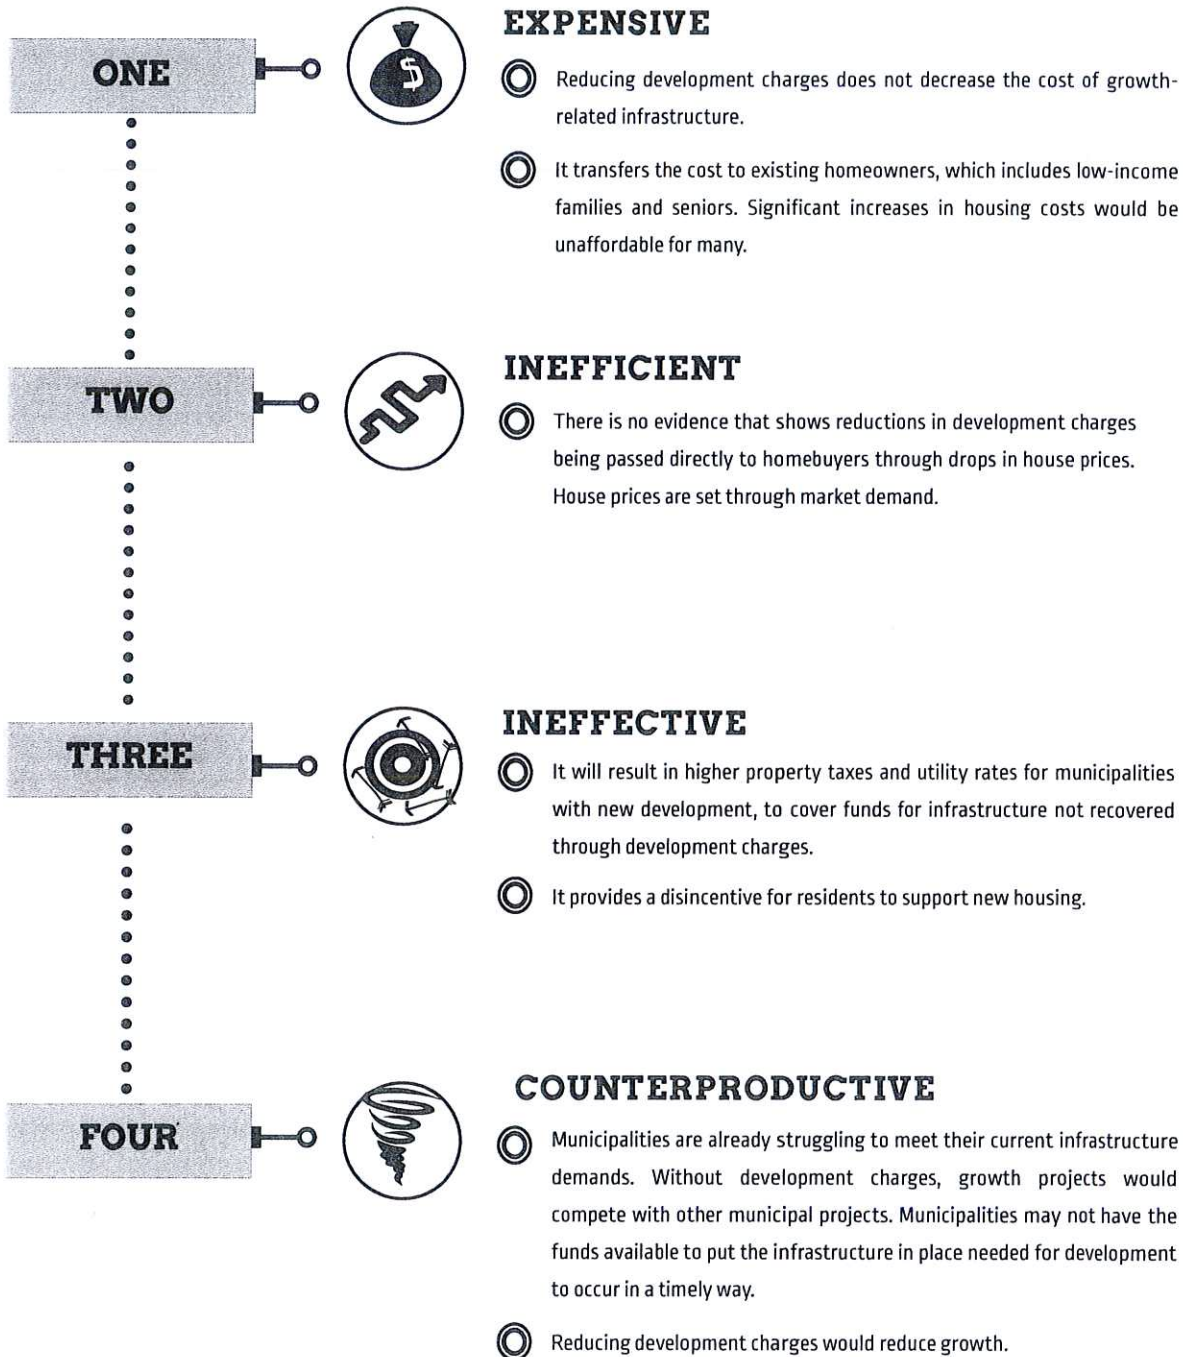 EXPENSIVE
ONE
$
Reducing development charges does not decrease the cost of growth-
related infrastructure.
It transfers the cost to existing homeowners, which includes low-income
families and seniors. Significant increases in housing costs would be
unaffordable for many.
INEFFICIENT
TWO
There is no evidence that shows reductions in development charges
being passed directly to homebuyers through drops in house prices.
House prices are set through market demand.
INEFFECTIVE
THREE
It will result in higher property taxes and utility rates for municipalities
with new development, to cover funds for infrastructure not recovered
through development charges.
It provides a disincentive for residents to support new housing.
COUNTERPRODUCTIVE
FOUR
Municipalities are already struggling to meet their current infrastructure
demands. Without development charges, growth projects would
compete with other municipal projects. Municipalities may not have the
funds available to put the infrastructure in place needed for development
to occur in a timely way.
Reducing development charges would reduce growth.